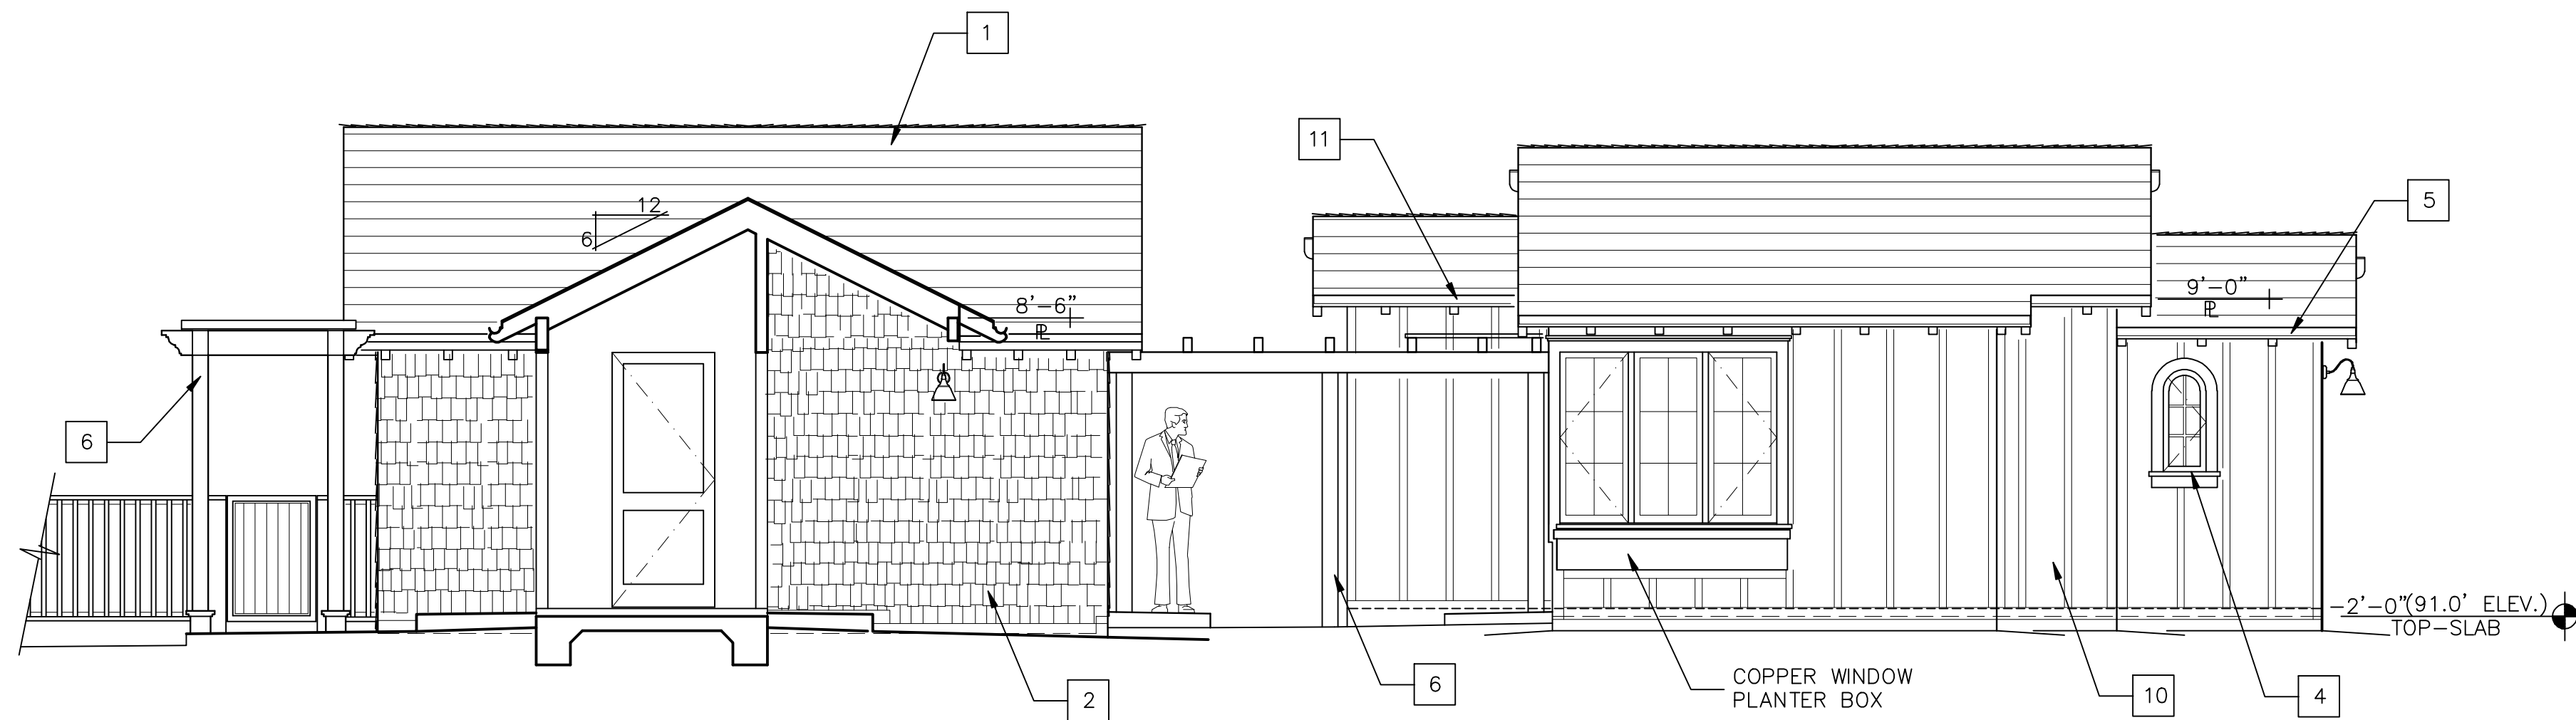 1
11
5
12
6
8'-6"
PL
9'-0"
PL
6
-2'-0"(91.0' ELEV.)
TOP-SLAB
COPPER WINDOW
PLANTER BOX
6
2
10
4